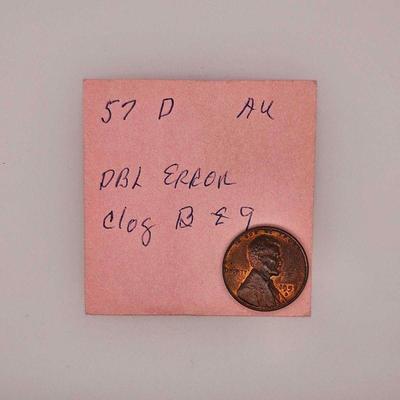 57 D AU
DBL ERROR
Clog B & 9